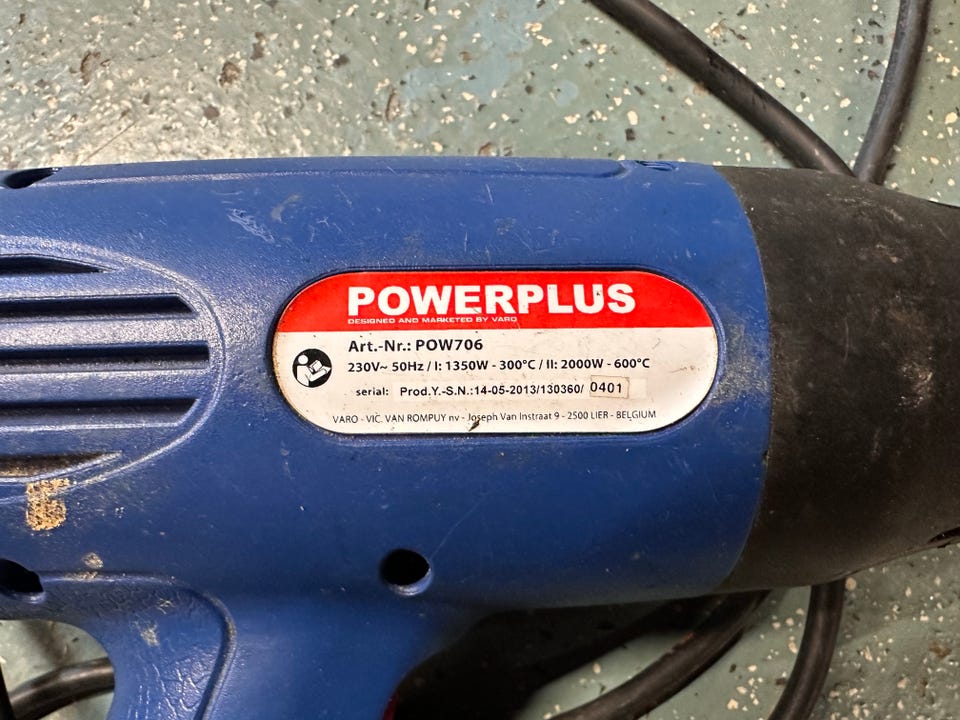 POWERPLUS
DESIGNED AND MARKETED BY VARO
Art.-Nr.: POW706
230V~ 50Hz / I: 1350W - 300°C / II: 2000W - 600°C
serial: Prod.Y.-S.N.:14-05-2013/130360/ 0401
VARO - VIC. VAN ROMPUY nv - Joseph Van Instraat 9 - 2500 LIER - BELGIUM